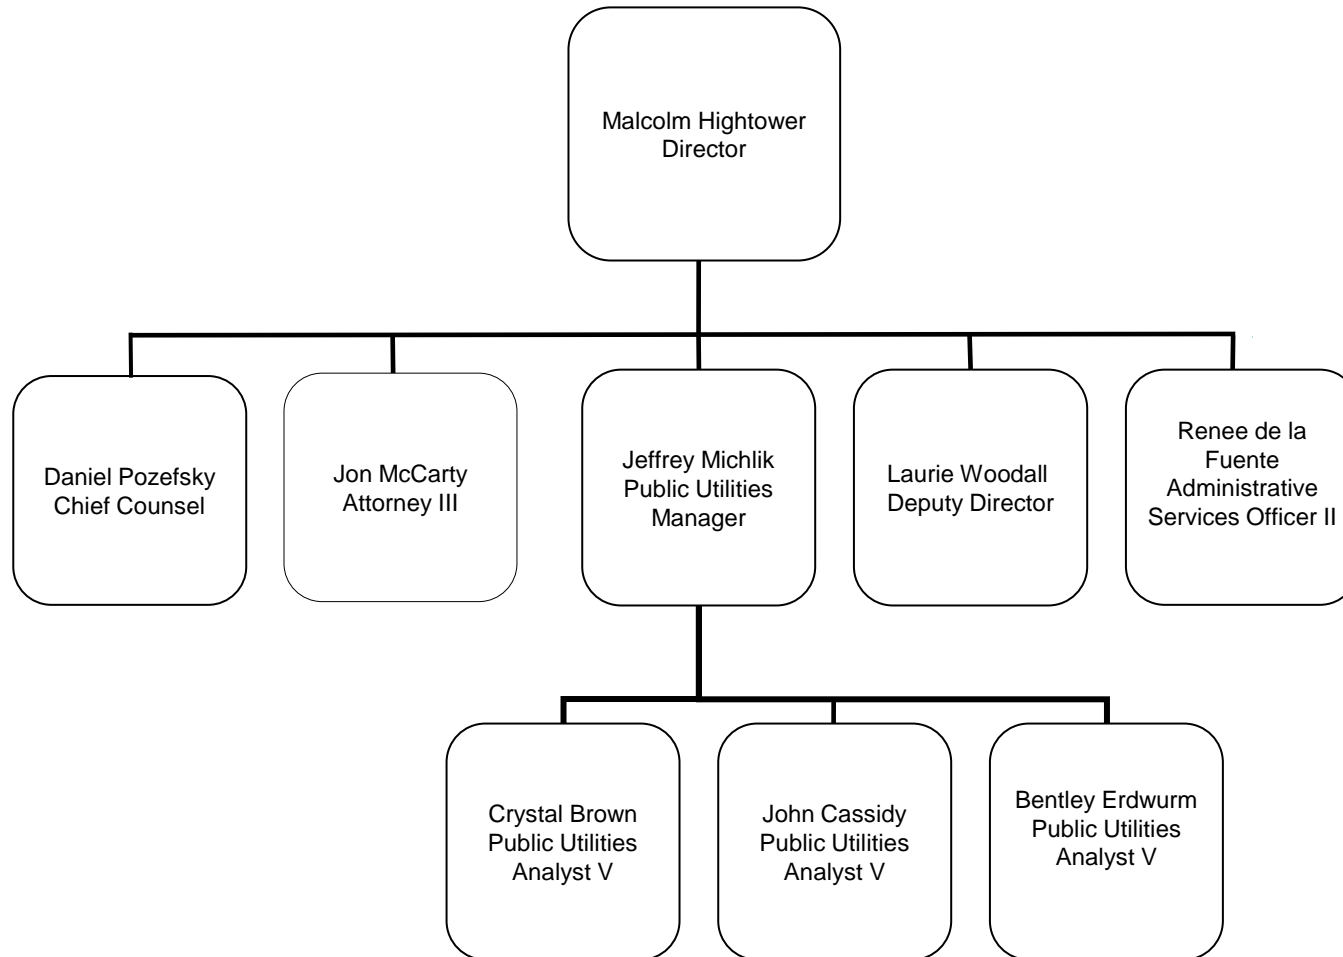 Malcolm Hightower
Director
Daniel Pozefsky
Chief Counsel
Jon McCarty
Attorney III
Jeffrey Michlik
Public Utilities
Manager
Laurie Woodall
Deputy Director
Renee de la
Fuente
Administrative
Services Officer II
Crystal Brown
Public Utilities
Analyst V
John Cassidy
Public Utilities
Analyst V
Bentley Erdwurm
Public Utilities
Analyst V